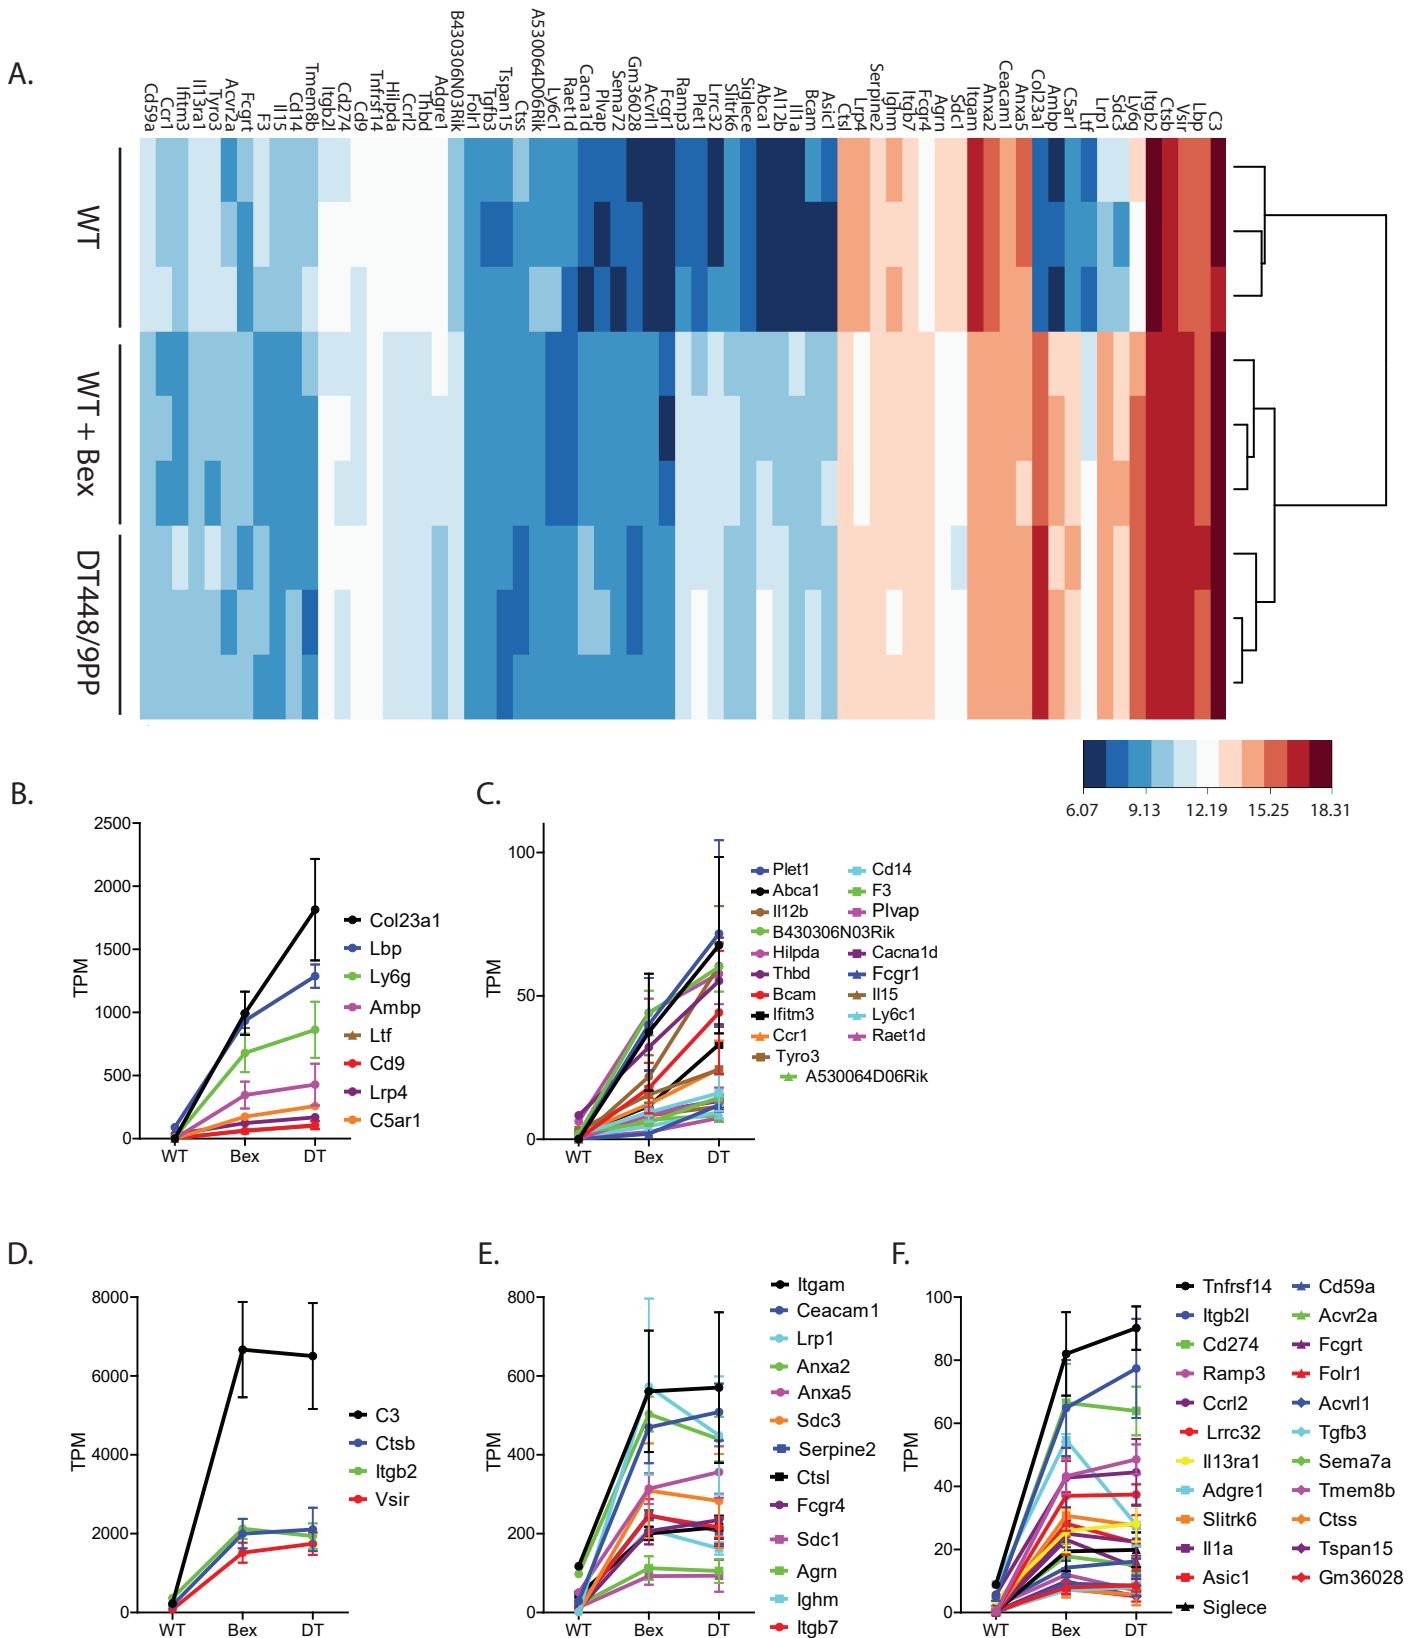 A.
Cd59a
Ccr1
Ifitm3
Il13ra1
Tyro3
Acvr2a
Fcgrt
F3
Il15
Cd14
Tmem8b
Itgb2l
Cd274
Cd9
Tnfrsf14
Hilpda
Ccrl2
Thbd
Adgre1
B430306N03Rik
Folr1
Tgfb3
Tspan15
Ctss
A530064D06Rik
Ly6c1
Raet1d
Cacna1d
Plvap
Sema72
Gm36028
Acvrl1
Fcgr1
Ramp3
Plet1
Lrrc32
Slitrk6
Siglece
Abca1
Al12b
Il1a
Bcam
Asic1
Ctsl
Lrp4
Serpine2
Ighm
Itgb7
Fcgr4
Agrn
Sdc1
Itgam
Anxa2
Ceacam1
Anxa5
Col23a1
Ambp
C5ar1
Ltf
Lrp1
Sdc3
Ly6g
Itgb2
Ctsb
Vsir
Lbp
C3
WT
WT + Bex
DT448/9PP
6.07 9.13 12.19 15.25 18.31
B.
2500
2000
1500
1000
500
0
TPM
WT Bex DT
Col23a1
Lbp
Ly6g
Ambp
Ltf
Cd9
Lrp4
C5ar1
C.
100
50
0
TPM
WT Bex DT
Plet1 Cd14
Abca1 F3
Il12b Plvap
B430306N03Rik
Hilpda Cacna1d
Thbd Fcgr1
Bcam Il15
Ifitm3 Ly6c1
Ccr1 Raet1d
Tyro3
A530064D06Rik
D.
8000
6000
4000
2000
0
TPM
WT Bex DT
C3
Ctsb
Itgb2
Vsir
E.
800
600
400
200
0
TPM
WT Bex DT
Itgam
Ceacam1
Lrp1
Anxa2
Anxa5
Sdc3
Serpine2
Ctsl
Fcgr4
Sdc1
Agrn
Ighm
Itgb7
F.
100
80
60
40
20
0
TPM
WT Bex DT
Tnfrsf14 Cd59a
Itgb2l Acvr2a
Cd274 Fcgrt
Ramp3 Folr1
Ccrl2 Acvrl1
Lrrc32 Tgfb3
Il13ra1 Sema7a
Adgre1 Tmem8b
Slitrk6 Ctss
Il1a Tspan15
Asic1 Gm36028
Siglece